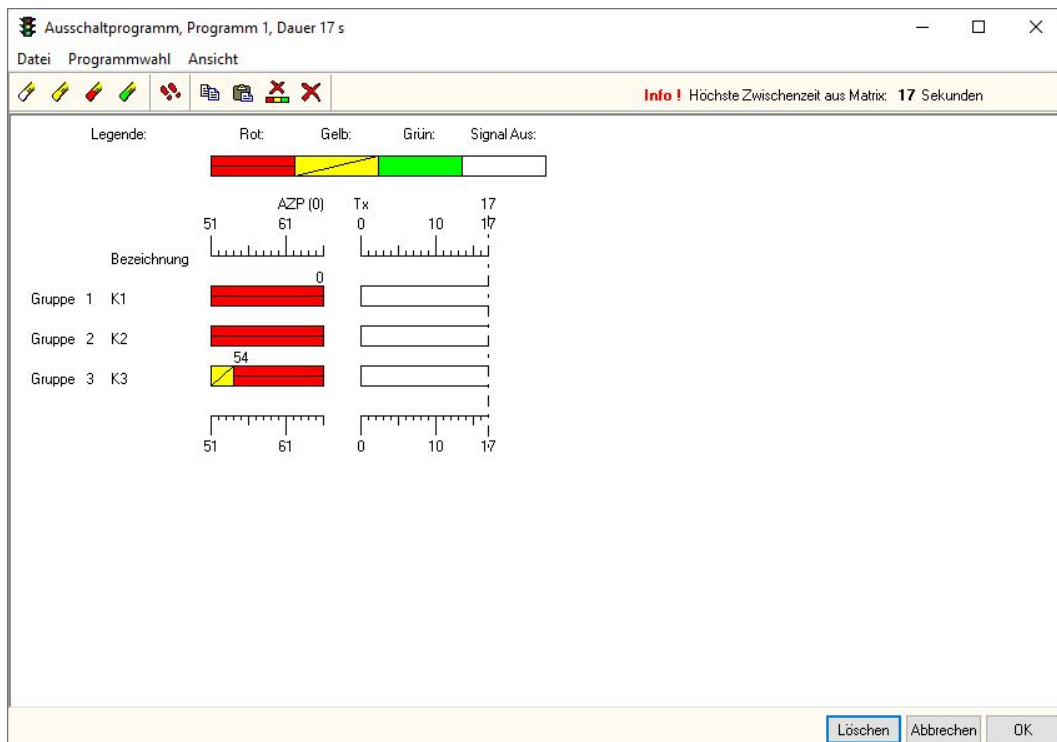 Ausschaltprogramm, Programm 1, Dauer 17 s
Datei Programmwahl Ansicht
Info ! Höchste Zwischenzeit aus Matrix: 17 Sekunden
Legende: Rot: Gelb: Grün: Signal Aus:
AZP (0) Tx 17
51 61 0 10 17
Bezeichnung
0
Gruppe 1 K1
Gruppe 2 K2
54
Gruppe 3 K3
51 61 0 10 17
Löschen Abbrechen OK